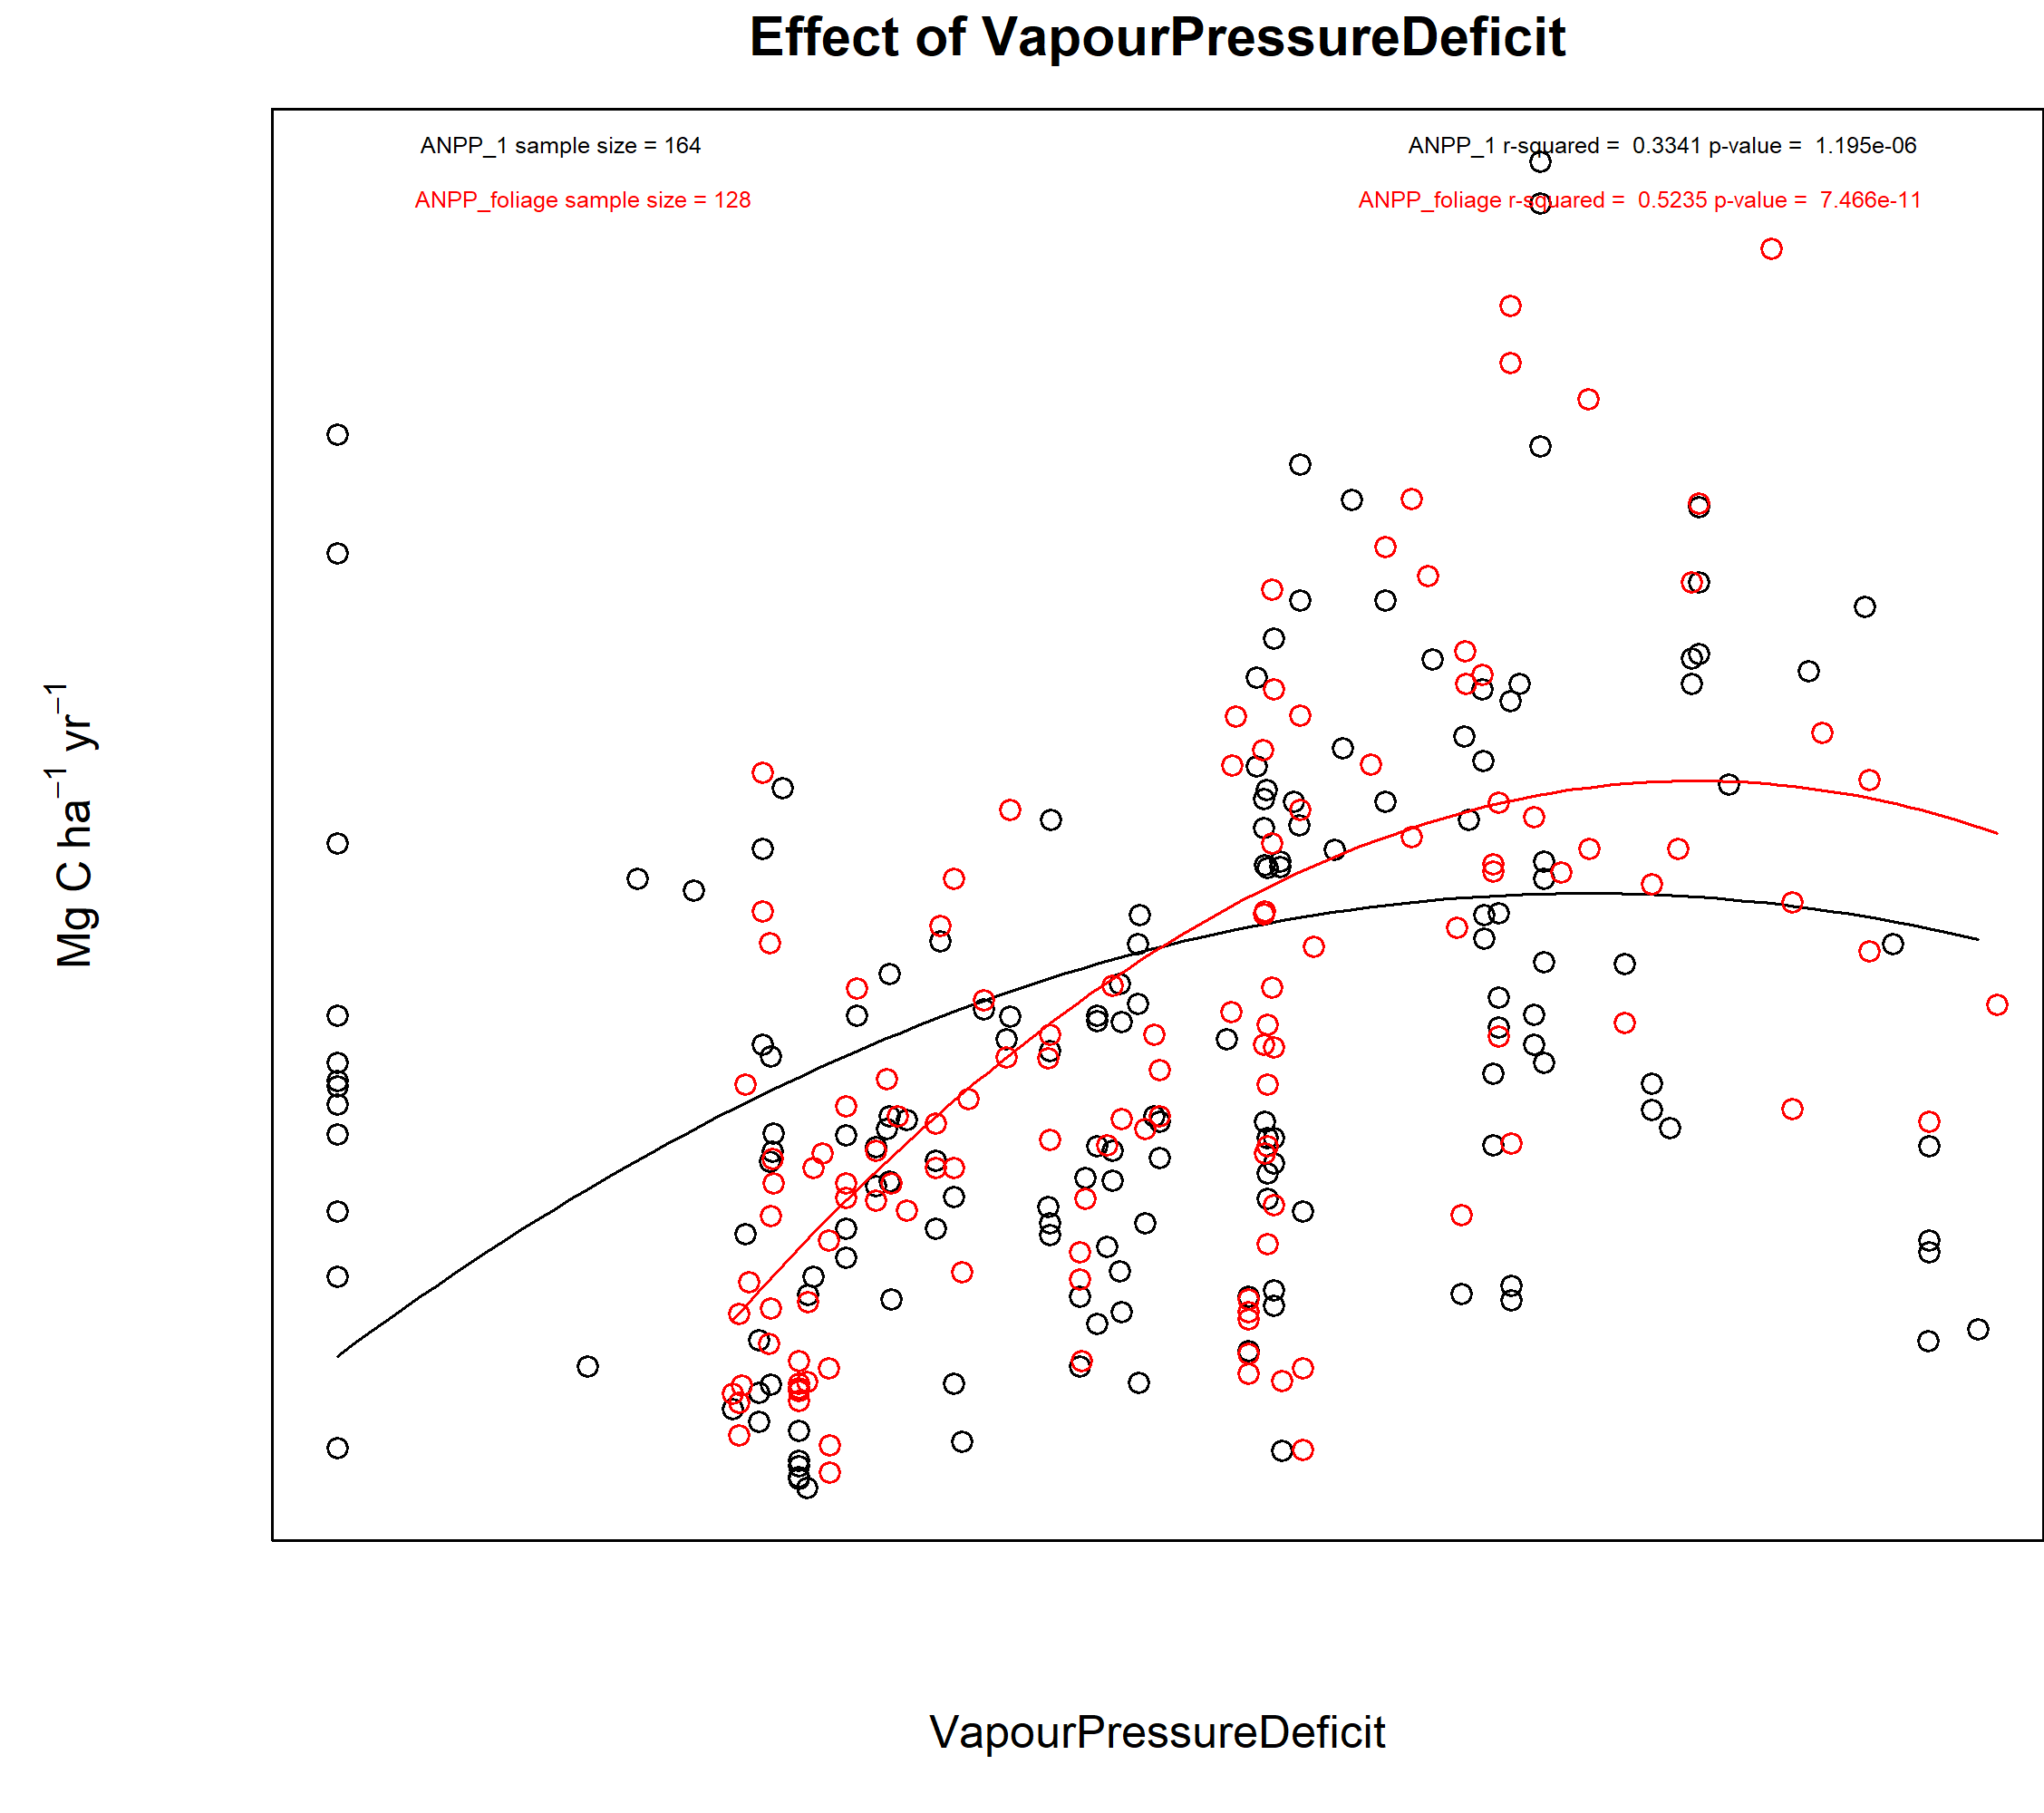 Effect of VapourPressureDeficit
ANPP_1 sample size = 164
ANPP_1 r-squared = 0.3341 p-value = 1.195e-06
ANPP_foliage sample size = 128
ANPP_foliage r-squared = 0.5235 p-value = 7.466e-11
Mg C ha⁻¹ yr⁻¹
VapourPressureDeficit